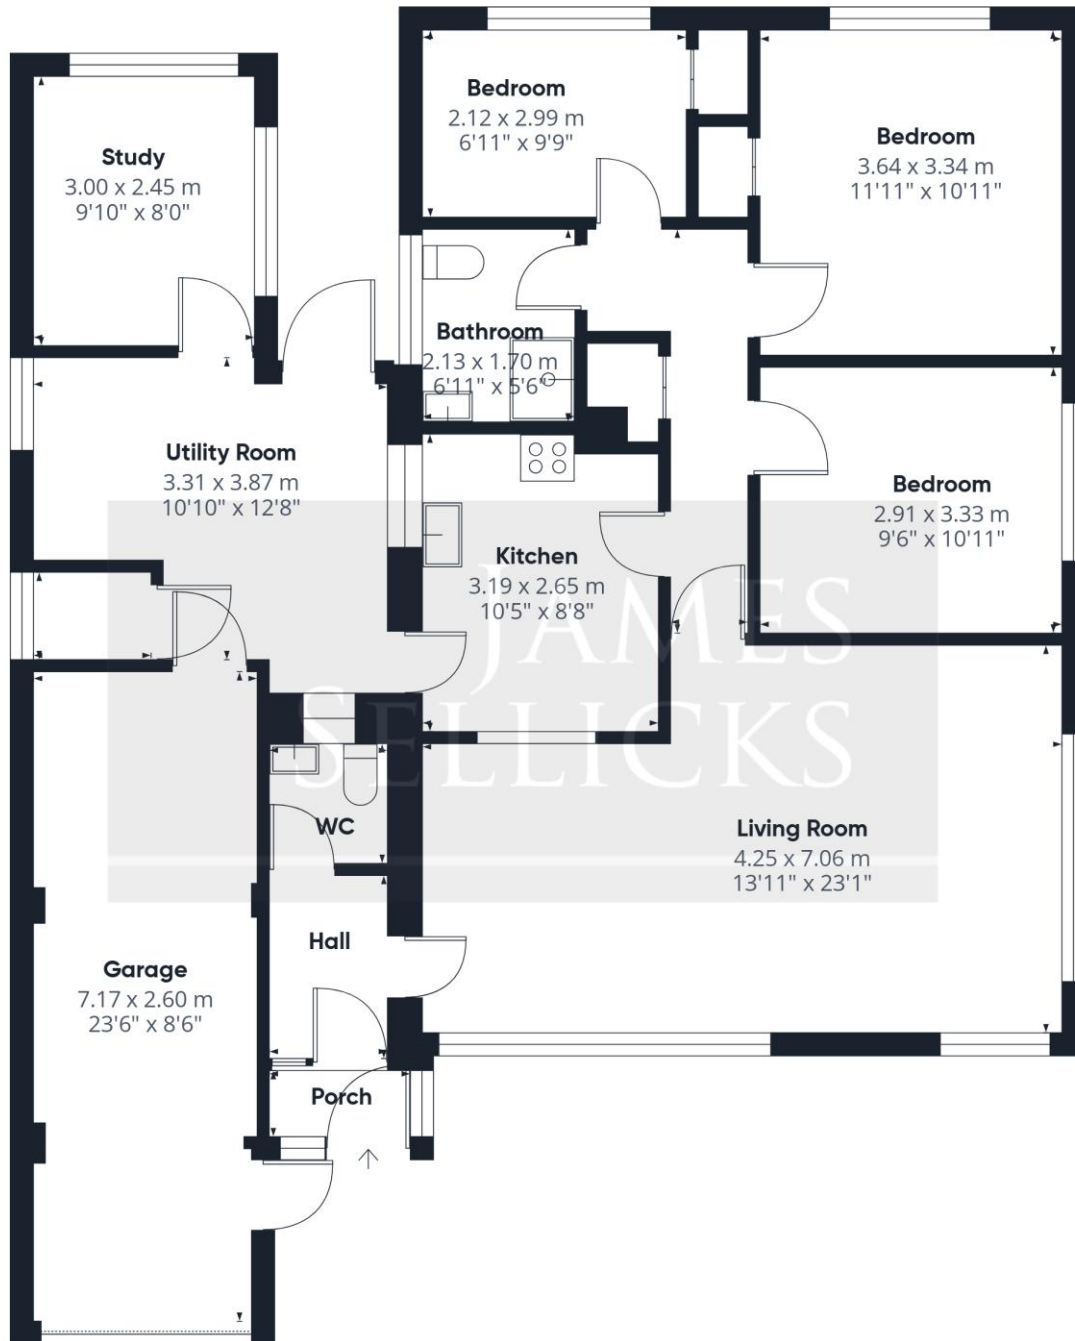 Bedroom
2.12 x 2.99 m
6'11" x 9'9"
Bedroom
3.64 x 3.34 m
11'11" x 10'11"
Study
3.00 x 2.45 m
9'10" x 8'0"
Bathroom
2.13 x 1.70 m
6'11" x 5'6"
Utility Room
3.31 x 3.87 m
10'10" x 12'8"
Bedroom
2.91 x 3.33 m
9'6" x 10'11"
Kitchen
3.19 x 2.65 m
10'5" x 8'8"
JAMES
SELLICKS
WC
Living Room
4.25 x 7.06 m
13'11" x 23'1"
Hall
Garage
7.17 x 2.60 m
23'6" x 8'6"
Porch